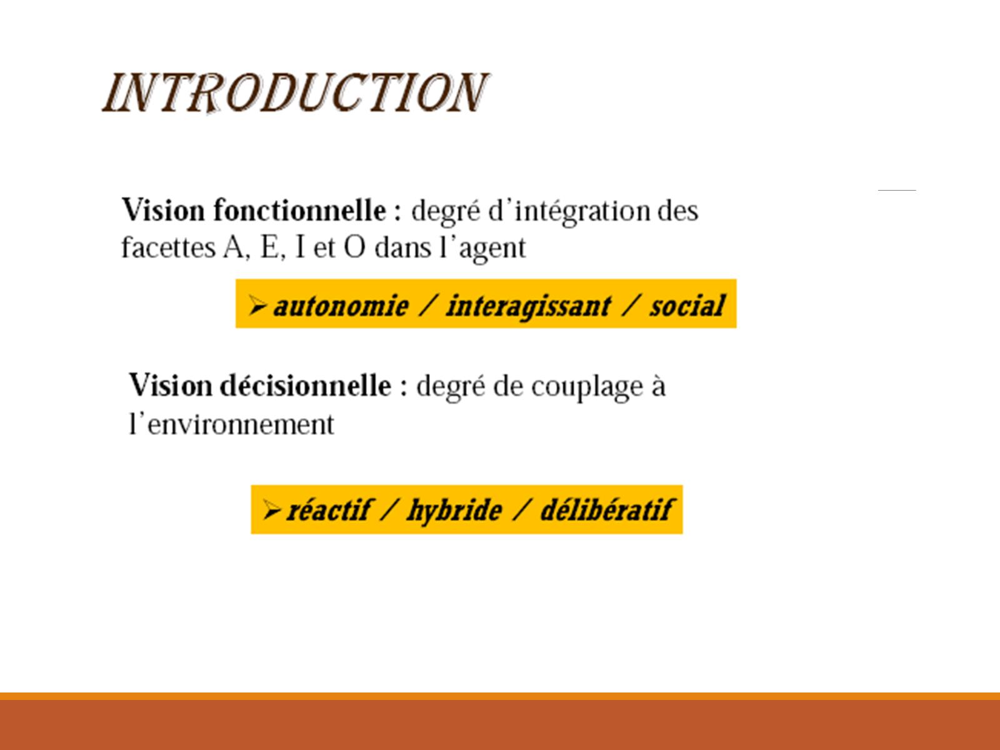 INTRODUCTION
Vision fonctionnelle : degré d’intégration des
facettes A, E, I et O dans l’agent
➢autonomie / interagissant / social
Vision décisionnelle : degré de couplage à
l’environnement
➢réactif / hybride / délibératif